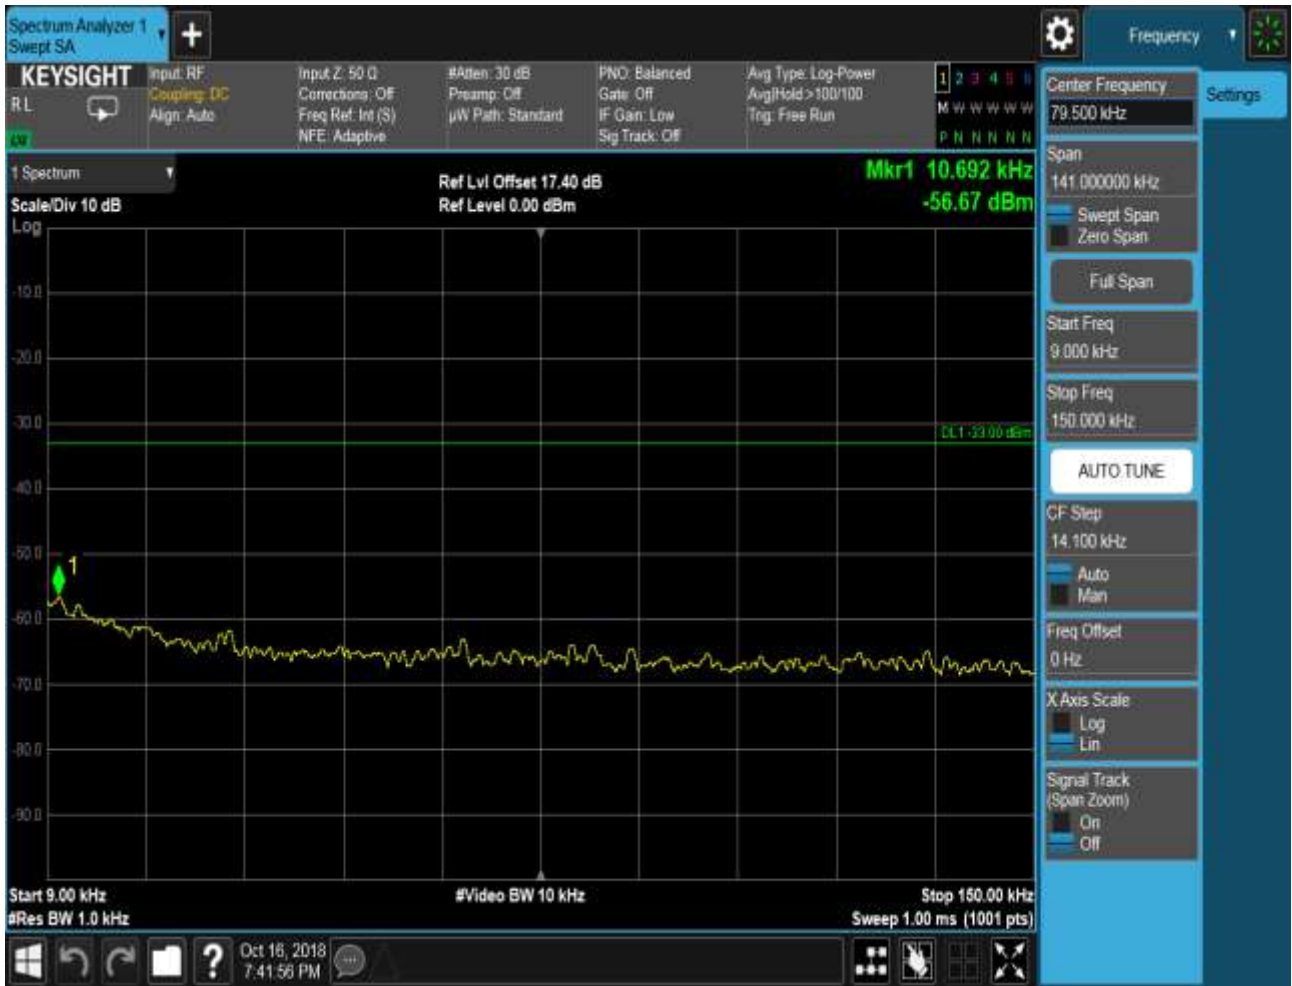 Spectrum Analyzer 1
Swept SA
Frequency
KEYSIGHT
RL
LXI
Input: RF
Coupling: DC
Align: Auto
Input Z: 50 Ω
Corrections: Off
Freq Ref: Int (S)
NFE: Adaptive
#Atten: 30 dB
Preamp: Off
µW Path: Standard
PNO: Balanced
Gate: Off
IF Gain: Low
Sig Track: Off
Avg Type: Log-Power
Avg|Hold:>100/100
Trig: Free Run
1 2 3 4 5 6
M W W W W W
P N N N N N
Center Frequency
79.500 kHz
Settings
Span
141.000000 kHz
Swept Span
Zero Span
Full Span
Start Freq
9.000 kHz
Stop Freq
150.000 kHz
AUTO TUNE
CF Step
14.100 kHz
Auto
Man
Freq Offset
0 Hz
X Axis Scale
Log
Lin
Signal Track
(Span Zoom)
On
Off
1 Spectrum
Scale/Div 10 dB
Log
Ref Lvl Offset 17.40 dB
Ref Level 0.00 dBm
Mkr1 10.692 kHz
-56.67 dBm
-10.0
-20.0
-30.0
DL1 -33.00 dBm
-40.0
-50.0
1
-60.0
-70.0
-80.0
-90.0
Start 9.00 kHz
#Video BW 10 kHz
Stop 150.00 kHz
#Res BW 1.0 kHz
Sweep 1.00 ms (1001 pts)
?
Oct 16, 2018
7:41:56 PM